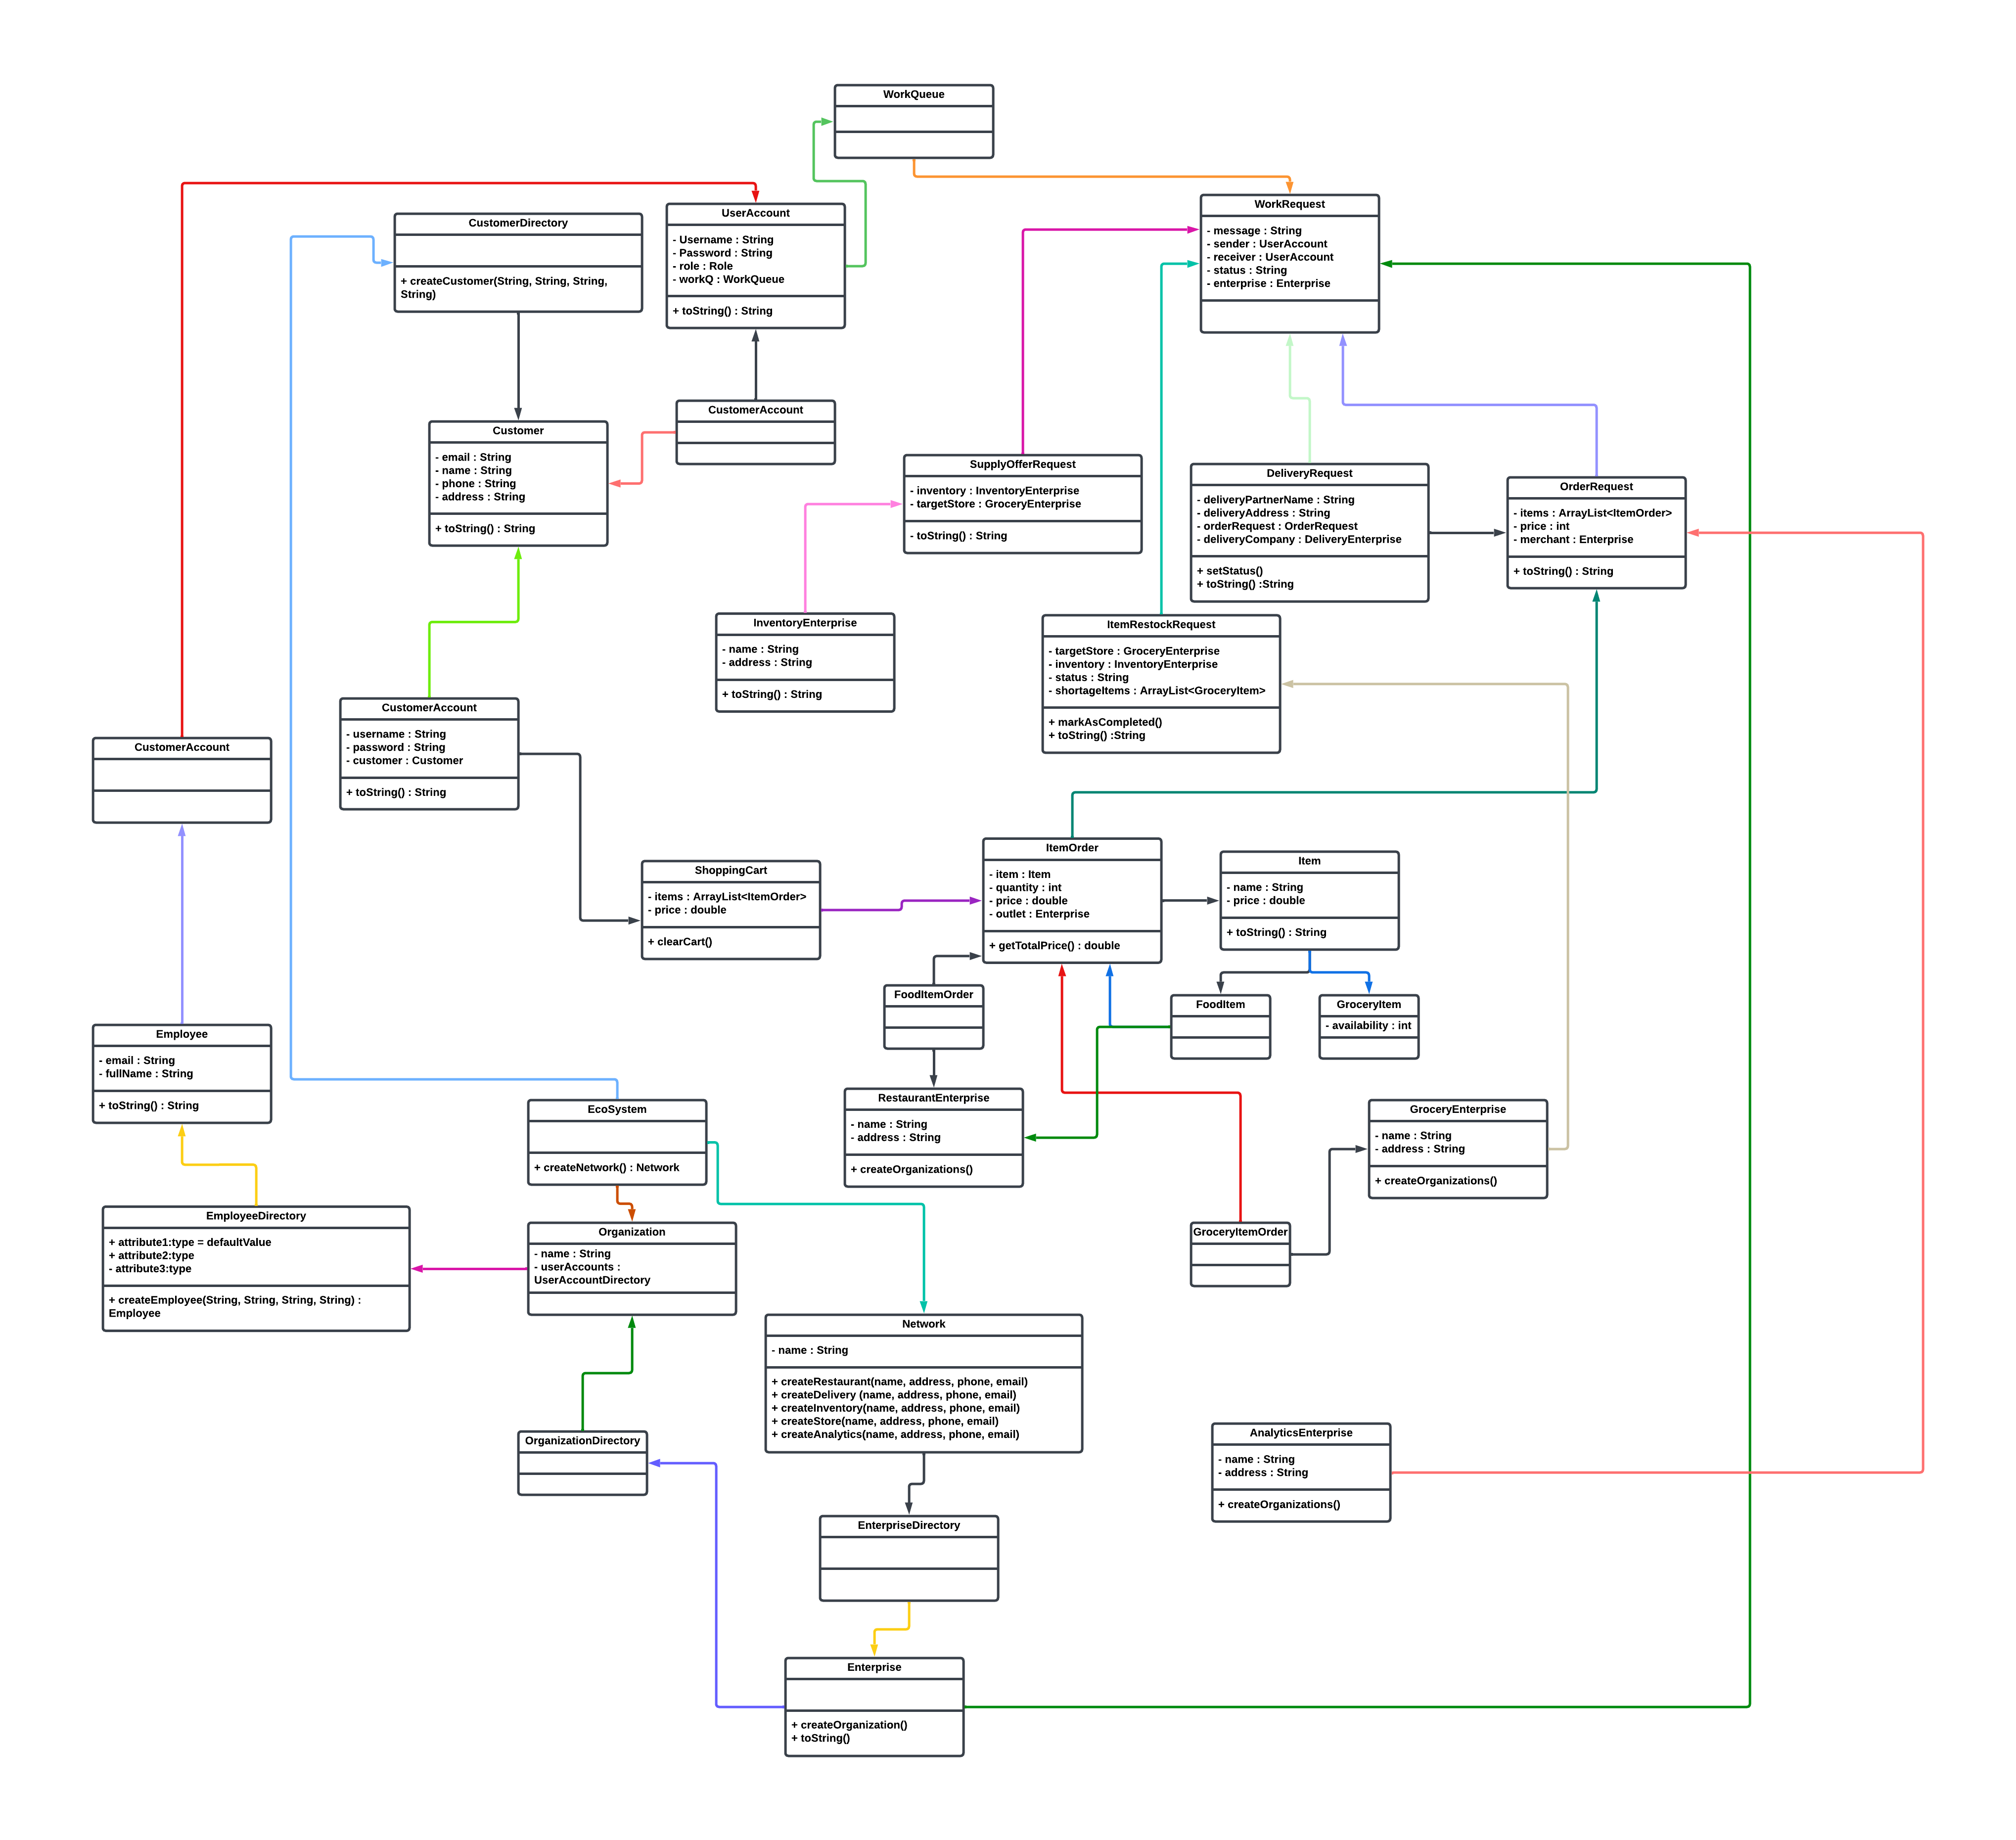 WorkQueue
WorkRequest
- message : String
- sender : UserAccount
- receiver : UserAccount
- status : String
- enterprise : Enterprise
UserAccount
- Username : String
- Password : String
- role : Role
- workQ : WorkQueue
+ toString() : String
CustomerDirectory
+ createCustomer(String, String, String,
String)
CustomerAccount
Customer
- email : String
- name : String
- phone : String
- address : String
+ toString() : String
SupplyOfferRequest
- inventory : InventoryEnterprise
- targetStore : GroceryEnterprise
- toString() : String
DeliveryRequest
- deliveryPartnerName : String
- deliveryAddress : String
- orderRequest : OrderRequest
- deliveryCompany : DeliveryEnterprise
+ setStatus()
+ toString() :String
OrderRequest
- items : ArrayList<ItemOrder>
- price : int
- merchant : Enterprise
+ toString() : String
InventoryEnterprise
- name : String
- address : String
+ toString() : String
ItemRestockRequest
- targetStore : GroceryEnterprise
- inventory : InventoryEnterprise
- status : String
- shortageItems : ArrayList<GroceryItem>
+ markAsCompleted()
+ toString() :String
CustomerAccount
- username : String
- password : String
- customer : Customer
+ toString() : String
CustomerAccount
ShoppingCart
- items : ArrayList<ItemOrder>
- price : double
+ clearCart()
ItemOrder
- item : Item
- quantity : int
- price : double
- outlet : Enterprise
+ getTotalPrice() : double
Item
- name : String
- price : double
+ toString() : String
FoodItemOrder
FoodItem
GroceryItem
- availability : int
Employee
- email : String
- fullName : String
+ toString() : String
RestaurantEnterprise
- name : String
- address : String
+ createOrganizations()
EcoSystem
+ createNetwork() : Network
GroceryEnterprise
- name : String
- address : String
+ createOrganizations()
EmployeeDirectory
+ attribute1:type = defaultValue
+ attribute2:type
- attribute3:type
+ createEmployee(String, String, String, String) :
Employee
Organization
- name : String
- userAccounts :
UserAccountDirectory
GroceryItemOrder
Network
- name : String
+ createRestaurant(name, address, phone, email)
+ createDelivery (name, address, phone, email)
+ createInventory(name, address, phone, email)
+ createStore(name, address, phone, email)
+ createAnalytics(name, address, phone, email)
OrganizationDirectory
AnalyticsEnterprise
- name : String
- address : String
+ createOrganizations()
EnterpriseDirectory
Enterprise
+ createOrganization()
+ toString()